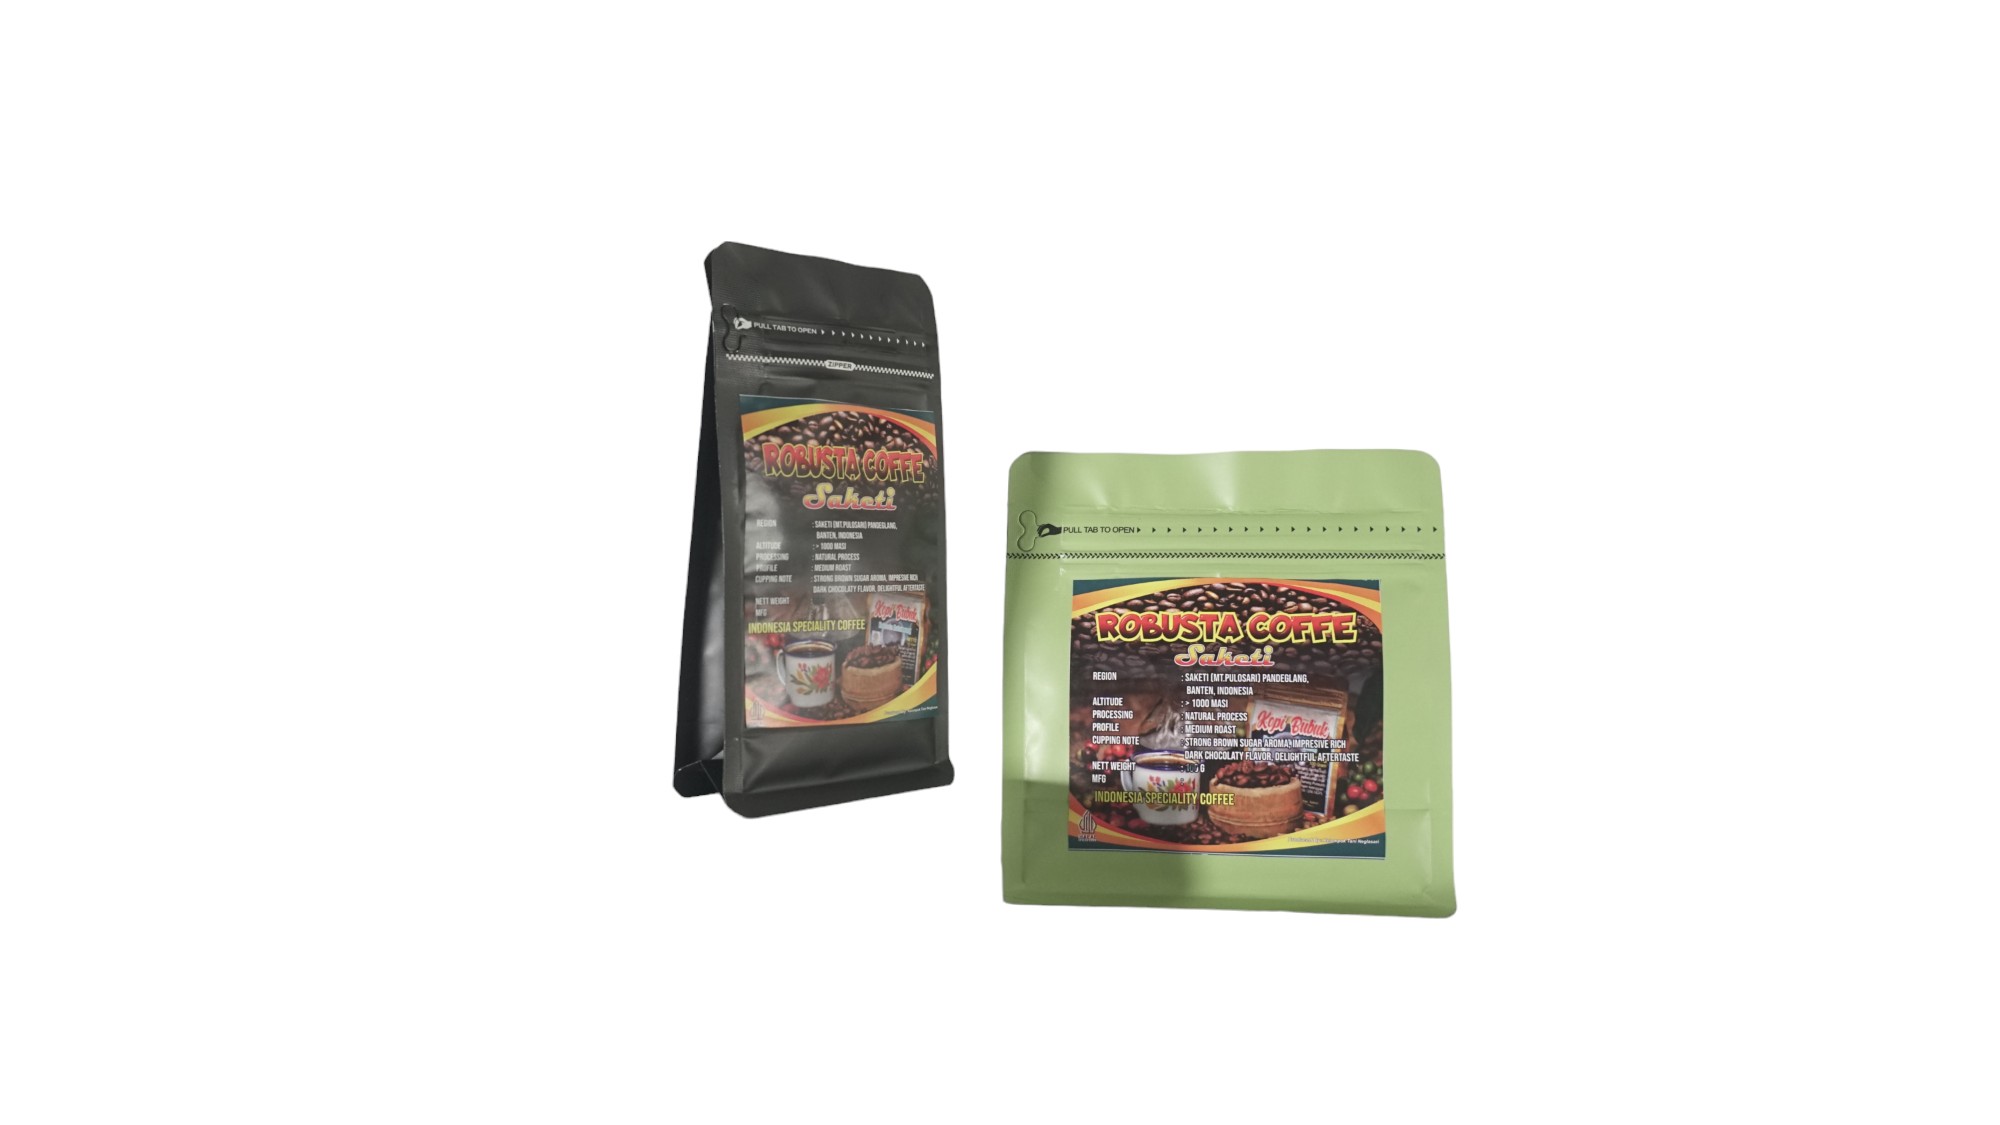 PULL TAB TO OPEN
ZIPPER
ROBUSTA COFFE
Saketi
REGION : SAKETI (MT.PULOSARI) PANDEGLANG,
BANTEN, INDONESIA
ALTITUDE : > 1000 MASI
PROCESSING : NATURAL PROCESS
PROFILE : MEDIUM ROAST
CUPPING NOTE : STRONG BROWN SUGAR AROMA, IMPRESIVE RICH
DARK CHOCOLATY FLAVOR, DELIGHTFUL AFTERTASTE
NETT WEIGHT
MFG
INDONESIA SPECIALITY COFFEE
Kopi Bubuk
PULL TAB TO OPEN
ROBUSTA COFFE
Saketi
REGION : SAKETI (MT.PULOSARI) PANDEGLANG,
BANTEN, INDONESIA
ALTITUDE : > 1000 MASI
PROCESSING : NATURAL PROCESS
PROFILE : MEDIUM ROAST
CUPPING NOTE : STRONG BROWN SUGAR AROMA, IMPRESIVE RICH
DARK CHOCOLATY FLAVOR, DELIGHTFUL AFTERTASTE
NETT WEIGHT : G
MFG
INDONESIA SPECIALITY COFFEE
Kopi Bubuk
HALAL